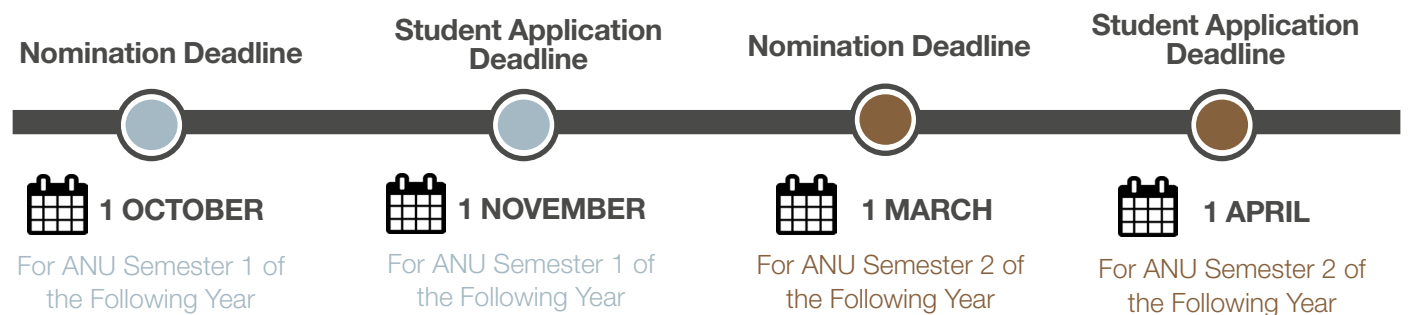 Nomination Deadline
Student Application
Deadline
Nomination Deadline
Student Application
Deadline
1 OCTOBER
1 NOVEMBER
1 MARCH
1 APRIL
For ANU Semester 1 of
the Following Year
For ANU Semester 1 of
the Following Year
For ANU Semester 2 of
the Following Year
For ANU Semester 2 of
the Following Year